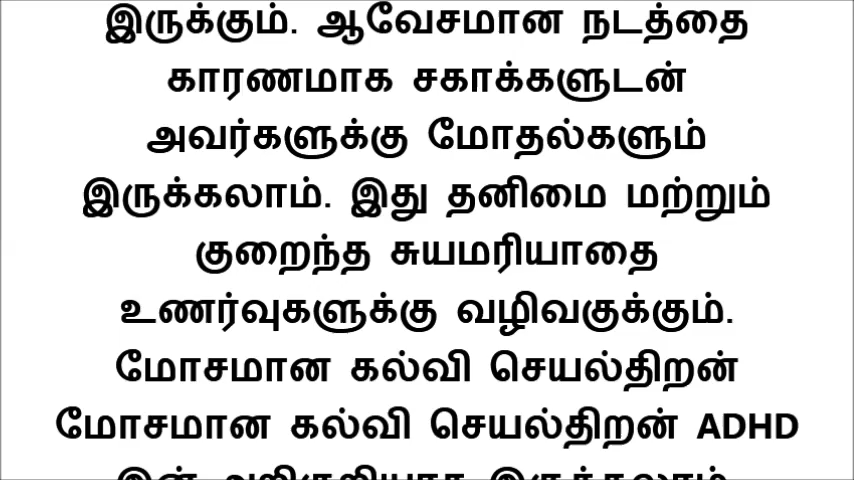 இருக்கும். ஆவேசமான நடத்தை
காரணமாக சகாக்களுடன்
அவர்களுக்கு மோதல்களும்
இருக்கலாம். இது தனிமை மற்றும்
குறைந்த சுயமரியாதை
உணர்வுகளுக்கு வழிவகுக்கும்.
மோசமான கல்வி செயல்திறன்
மோசமான கல்வி செயல்திறன் ADHD
இன் அறிகுறியாக இருக்கலாம்.